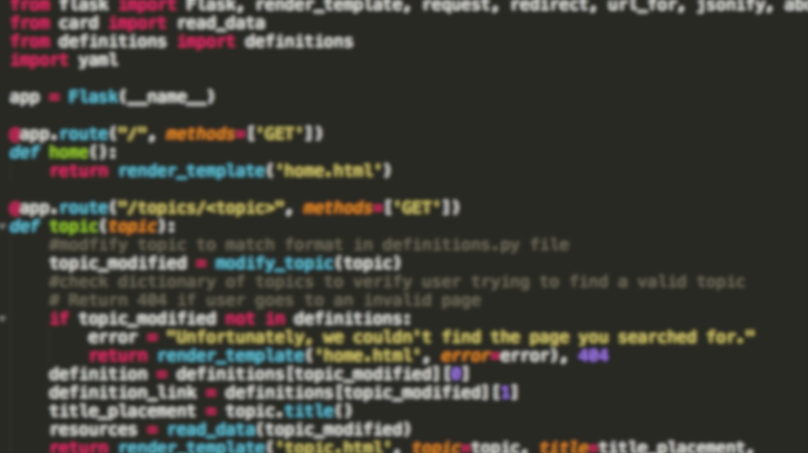 from flask import Flask, render_template, request, redirect, url_for, jsonify,
from card import read_data
from definitions import definitions
import yaml
app = Flask(__name__)
@app.route("/", methods=['GET'])
def home():
return render_template('home.html')
@app.route("/topics/<topic>", methods=['GET'])
def topic(topic):
#modfify topic to match format in definitions.py file
topic_modified = modify_topic(topic)
#check dictionary of topics to verify user trying to find a valid topic
# Return 404 if user goes to an invalid page
if topic_modified not in definitions:
error = "Unfortunately, we couldn't find the page you searched for."
return render_template('home.html', error=error), 404
definition = definitions[topic_modified][0]
definition_link = definitions[topic_modified][1]
title_placement = topic.title()
resources = read_data(topic_modified)
return render_template('topic.html', topic=topic, title=title_placement,